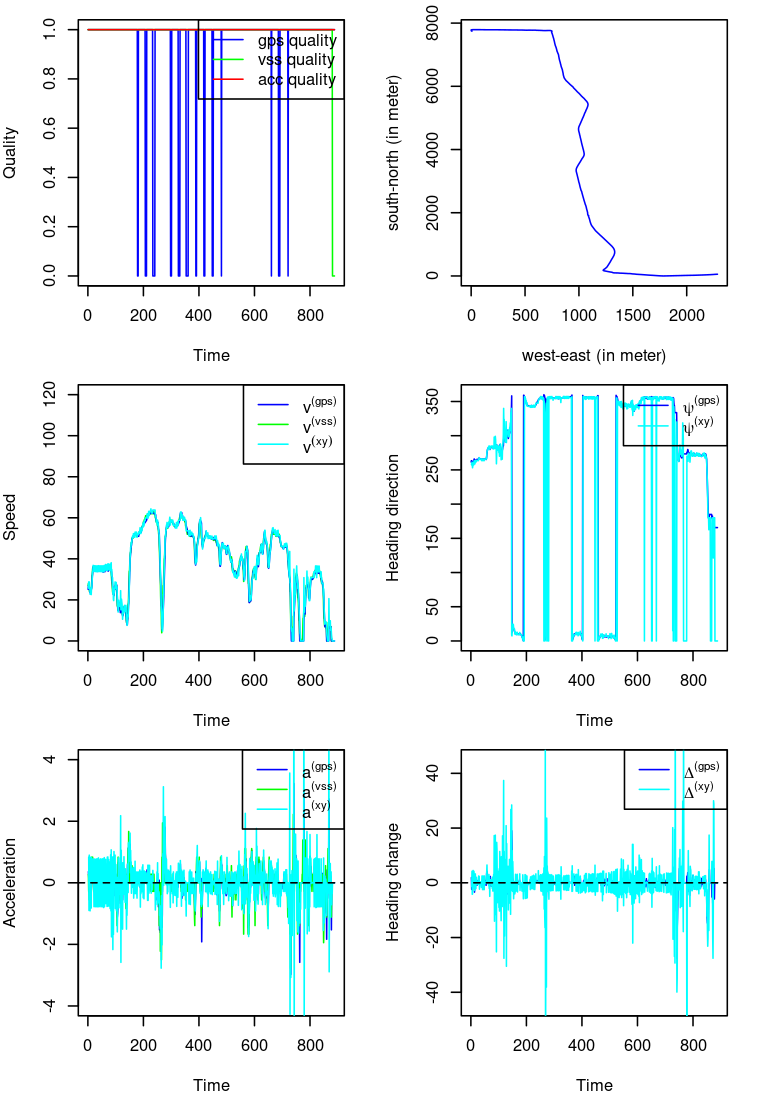 gps quality
vss quality
acc quality
Quality
0.0 0.2 0.4 0.6 0.8 1.0
0 200 400 600 800
Time
south-north (in meter)
0 2000 4000 6000 8000
0 500 1000 1500 2000
west-east (in meter)
v(gps)
v(vss)
v(xy)
Speed
0 20 40 60 80 100 120
0 200 400 600 800
Time
ψ(gps)
ψ(xy)
Heading direction
0 50 150 250 350
0 200 400 600 800
Time
a(gps)
a(vss)
a(xy)
Acceleration
-4 -2 0 2 4
0 200 400 600 800
Time
Δ(gps)
Δ(xy)
Heading change
-40 -20 0 20 40
0 200 400 600 800
Time